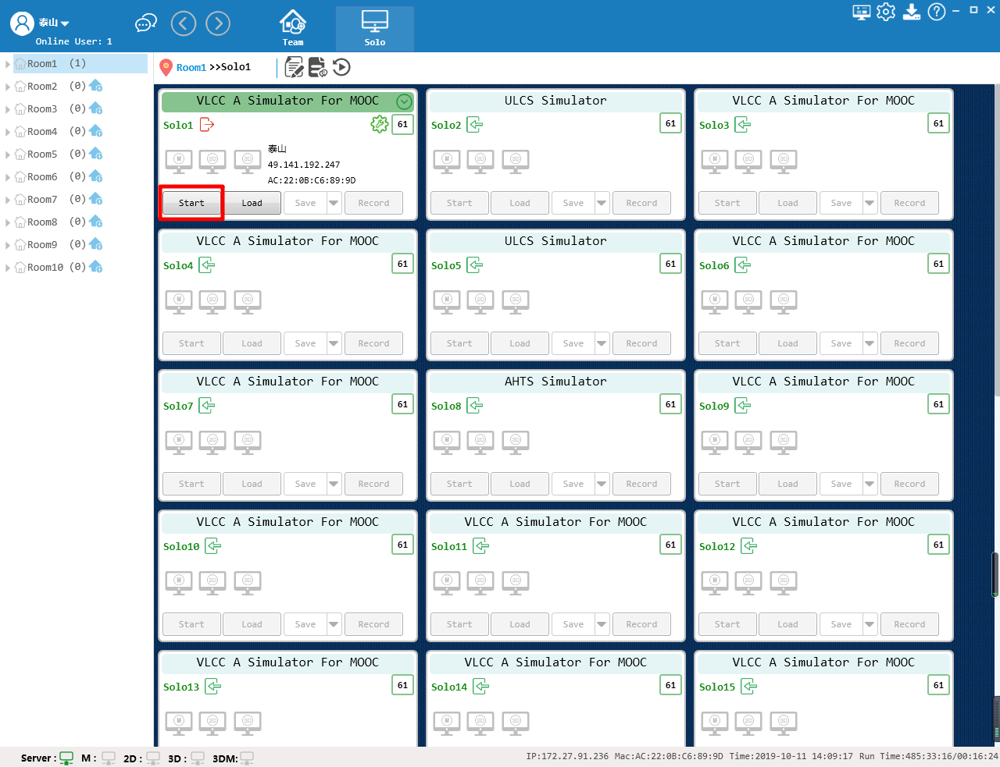 泰山
Online User: 1
Team
Solo
Room1 (1)
Room2 (0)
Room3 (0)
Room4 (0)
Room5 (0)
Room6 (0)
Room7 (0)
Room8 (0)
Room9 (0)
Room10 (0)
Room1 >>Solo1
VLCC A Simulator For MOOC
Solo1 61
M 2D 3D
泰山
49.141.192.247
AC:22:0B:C6:89:9D
Start Load Save Record
ULCS Simulator
Solo2 61
M 2D 3D
Start Load Save Record
VLCC A Simulator For MOOC
Solo3 61
M 2D 3D
Start Load Save Record
VLCC A Simulator For MOOC
Solo4 61
M 2D 3D
Start Load Save Record
ULCS Simulator
Solo5 61
M 2D 3D
Start Load Save Record
VLCC A Simulator For MOOC
Solo6 61
M 2D 3D
Start Load Save Record
VLCC A Simulator For MOOC
Solo7 61
M 2D 3D
Start Load Save Record
AHTS Simulator
Solo8 61
M 2D 3D
Start Load Save Record
VLCC A Simulator For MOOC
Solo9 61
M 2D 3D
Start Load Save Record
VLCC A Simulator For MOOC
Solo10 61
M 2D 3D
Start Load Save Record
VLCC A Simulator For MOOC
Solo11 61
M 2D 3D
Start Load Save Record
VLCC A Simulator For MOOC
Solo12 61
M 2D 3D
Start Load Save Record
VLCC A Simulator For MOOC
Solo13 61
M 2D 3D
VLCC A Simulator For MOOC
Solo14 61
M 2D 3D
VLCC A Simulator For MOOC
Solo15 61
M 2D 3D
Server : M : 2D : 3D : 3DM:
IP:172.27.91.236 Mac:AC:22:0B:C6:89:9D Time:2019-10-11 14:09:17 Run Time:485:33:16/00:16:24